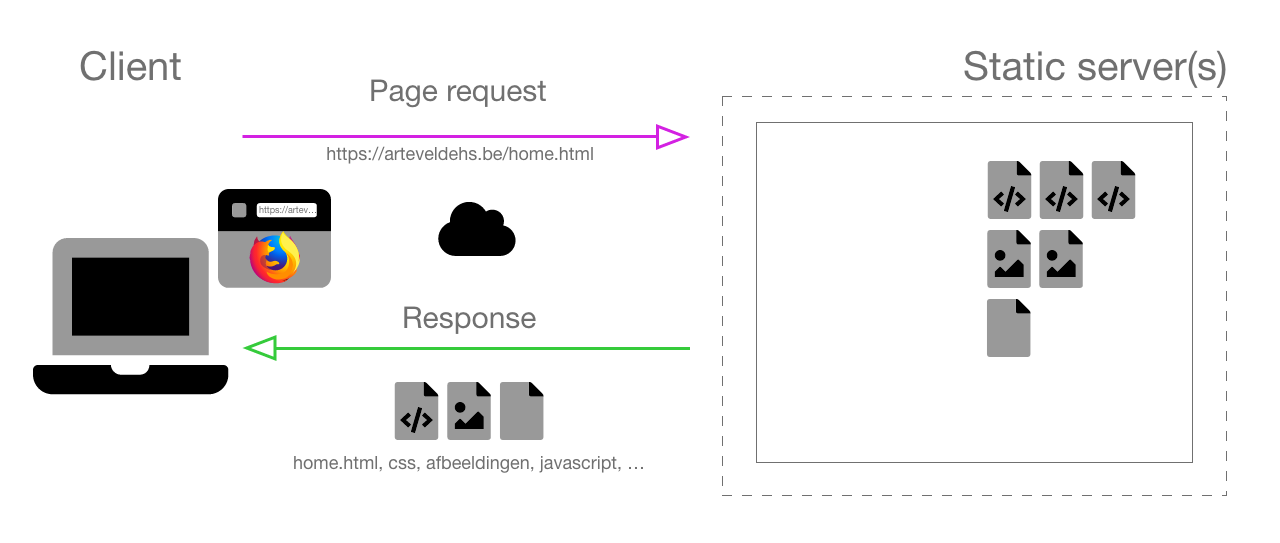 Client
Static server(s)
Page request
https://arteveldehs.be/home.html
https://artev...
Response
home.html, css, afbeeldingen, javascript, …